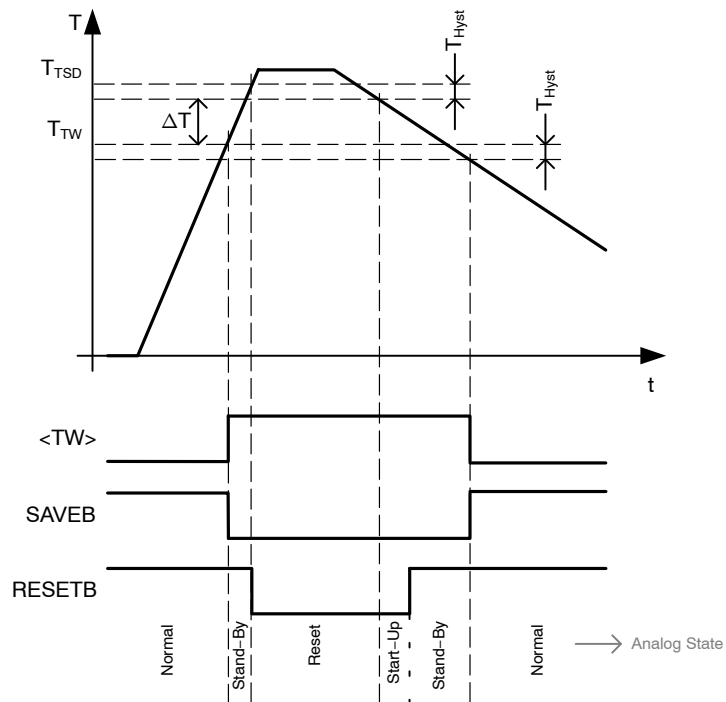 T
T_TSD
T_Hyst
T_Hyst
ΔT
T_TW
t
<TW>
SAVEB
RESETB
Normal
Stand-By
Reset
Start-Up
Stand-By
Normal
Analog State